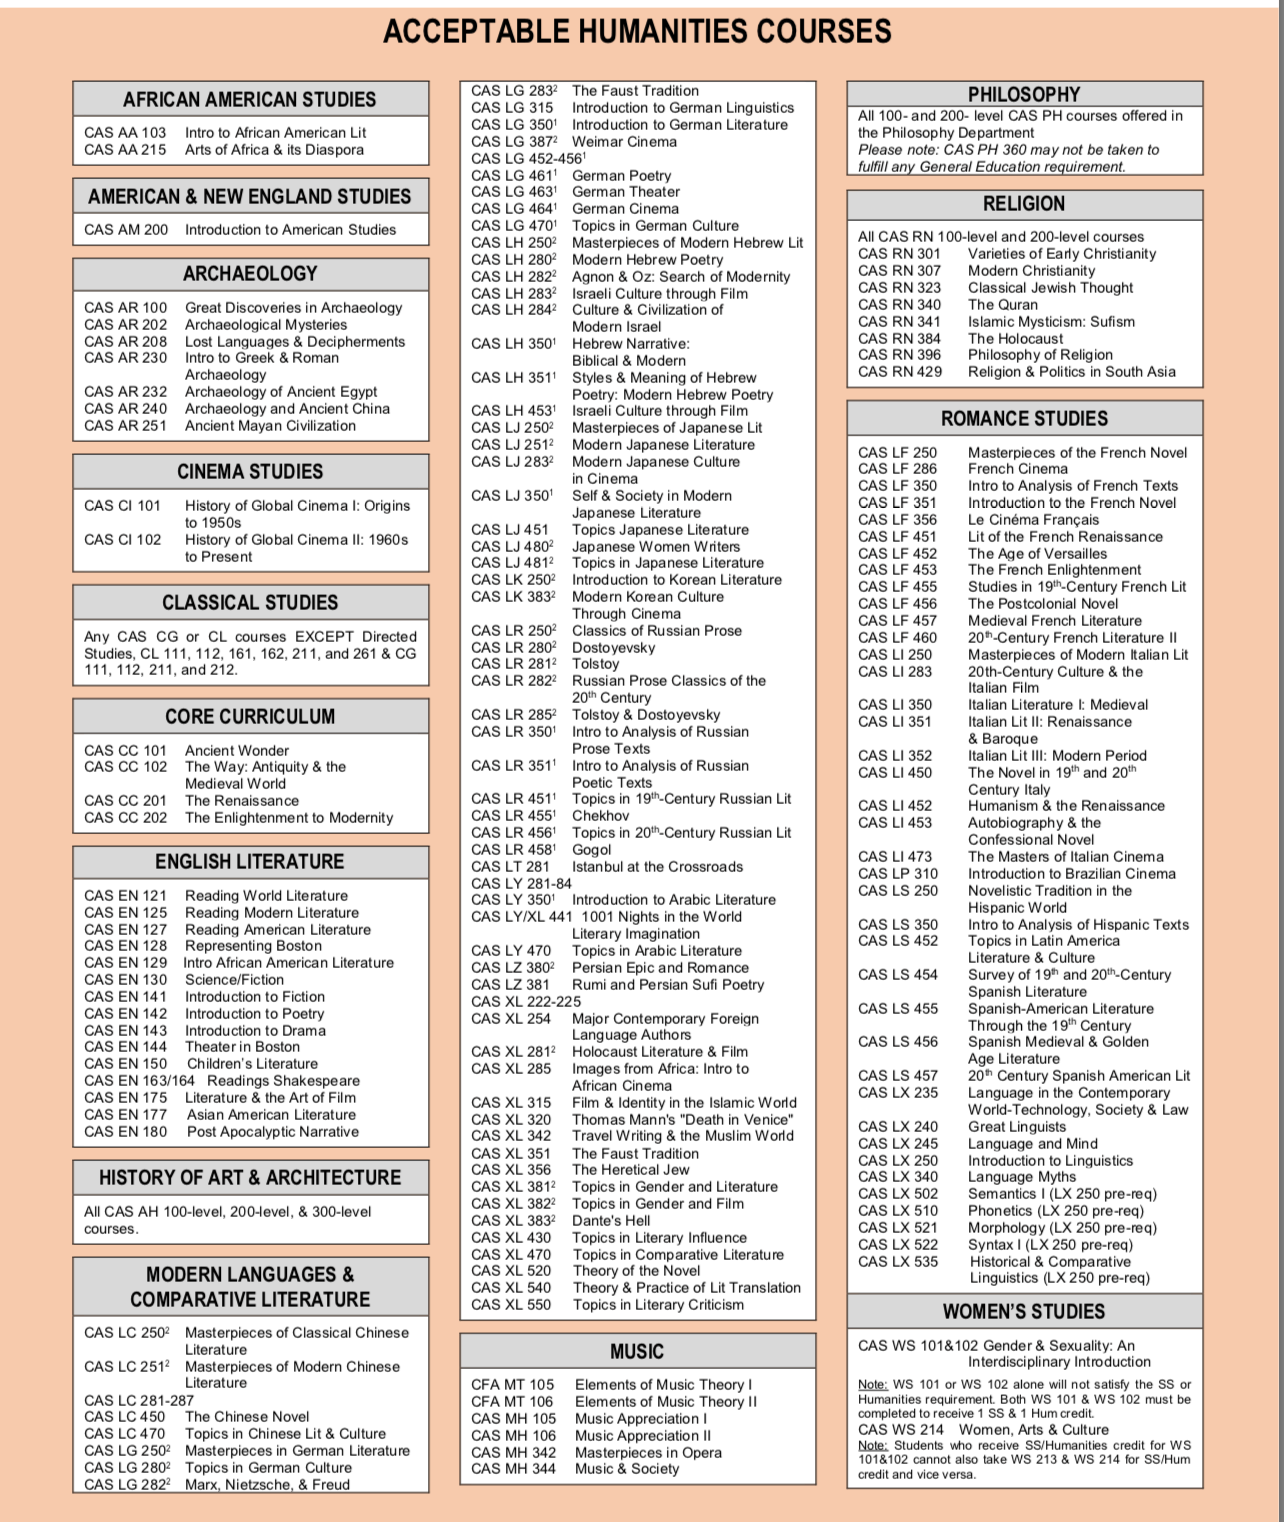 ACCEPTABLE HUMANITIES COURSES
AFRICAN AMERICAN STUDIES
CAS AA 103 Intro to African American Lit
CAS AA 215 Arts of Africa & its Diaspora
AMERICAN & NEW ENGLAND STUDIES
CAS AM 200 Introduction to American Studies
ARCHAEOLOGY
CAS AR 100 Great Discoveries in Archaeology
CAS AR 202 Archaeological Mysteries
CAS AR 208 Lost Languages & Decipherments
CAS AR 230 Intro to Greek & Roman
Archaeology
CAS AR 232 Archaeology of Ancient Egypt
CAS AR 240 Archaeology and Ancient China
CAS AR 251 Ancient Mayan Civilization
CINEMA STUDIES
CAS CI 101 History of Global Cinema I: Origins
to 1950s
CAS CI 102 History of Global Cinema II: 1960s
to Present
CLASSICAL STUDIES
Any CAS CG or CL courses EXCEPT Directed
Studies, CL 111, 112, 161, 162, 211, and 261 & CG
111, 112, 211, and 212.
CORE CURRICULUM
CAS CC 101 Ancient Wonder
CAS CC 102 The Way: Antiquity & the
Medieval World
CAS CC 201 The Renaissance
CAS CC 202 The Enlightenment to Modernity
ENGLISH LITERATURE
CAS EN 121 Reading World Literature
CAS EN 125 Reading Modern Literature
CAS EN 127 Reading American Literature
CAS EN 128 Representing Boston
CAS EN 129 Intro African American Literature
CAS EN 130 Science/Fiction
CAS EN 141 Introduction to Fiction
CAS EN 142 Introduction to Poetry
CAS EN 143 Introduction to Drama
CAS EN 144 Theater in Boston
CAS EN 150 Children's Literature
CAS EN 163/164 Readings Shakespeare
CAS EN 175 Literature & the Art of Film
CAS EN 177 Asian American Literature
CAS EN 180 Post Apocalyptic Narrative
HISTORY OF ART & ARCHITECTURE
All CAS AH 100-level, 200-level, & 300-level
courses.
MODERN LANGUAGES &
COMPARATIVE LITERATURE
CAS LC 250² Masterpieces of Classical Chinese
Literature
CAS LC 251² Masterpieces of Modern Chinese
Literature
CAS LC 281-287
CAS LC 450 The Chinese Novel
CAS LC 470 Topics in Chinese Lit & Culture
CAS LG 250² Masterpieces in German Literature
CAS LG 280² Topics in German Culture
CAS LG 282² Marx, Nietzsche, & Freud
CAS LG 283² The Faust Tradition
CAS LG 315 Introduction to German Linguistics
CAS LG 350¹ Introduction to German Literature
CAS LG 387² Weimar Cinema
CAS LG 452-456¹
CAS LG 461¹ German Poetry
CAS LG 463¹ German Theater
CAS LG 464¹ German Cinema
CAS LG 470¹ Topics in German Culture
CAS LH 250² Masterpieces of Modern Hebrew Lit
CAS LH 280² Modern Hebrew Poetry
CAS LH 282² Agnon & Oz: Search of Modernity
CAS LH 283² Israeli Culture through Film
CAS LH 284² Culture & Civilization of
Modern Israel
CAS LH 350¹ Hebrew Narrative:
Biblical & Modern
CAS LH 351¹ Styles & Meaning of Hebrew
Poetry: Modern Hebrew Poetry
CAS LH 453¹ Israeli Culture through Film
CAS LJ 250² Masterpieces of Japanese Lit
CAS LJ 251² Modern Japanese Literature
CAS LJ 283² Modern Japanese Culture
in Cinema
CAS LJ 350¹ Self & Society in Modern
Japanese Literature
CAS LJ 451 Topics Japanese Literature
CAS LJ 480² Japanese Women Writers
CAS LJ 481² Topics in Japanese Literature
CAS LK 250² Introduction to Korean Literature
CAS LK 383² Modern Korean Culture
Through Cinema
CAS LR 250² Classics of Russian Prose
CAS LR 280² Dostoyevsky
CAS LR 281² Tolstoy
CAS LR 282² Russian Prose Classics of the
20th Century
CAS LR 285² Tolstoy & Dostoyevsky
CAS LR 350¹ Intro to Analysis of Russian
Prose Texts
CAS LR 351¹ Intro to Analysis of Russian
Poetic Texts
CAS LR 451¹ Topics in 19th-Century Russian Lit
CAS LR 455¹ Chekhov
CAS LR 456¹ Topics in 20th-Century Russian Lit
CAS LR 458¹ Gogol
CAS LT 281 Istanbul at the Crossroads
CAS LY 281-84
CAS LY 350¹ Introduction to Arabic Literature
CAS LY/XL 441 1001 Nights in the World
Literary Imagination
CAS LY 470 Topics in Arabic Literature
CAS LZ 380² Persian Epic and Romance
CAS LZ 381 Rumi and Persian Sufi Poetry
CAS XL 222-225
CAS XL 254 Major Contemporary Foreign
Language Authors
CAS XL 281² Holocaust Literature & Film
CAS XL 285 Images from Africa: Intro to
African Cinema
CAS XL 315 Film & Identity in the Islamic World
CAS XL 320 Thomas Mann's "Death in Venice"
CAS XL 342 Travel Writing & the Muslim World
CAS XL 351 The Faust Tradition
CAS XL 356 The Heretical Jew
CAS XL 381² Topics in Gender and Literature
CAS XL 382² Topics in Gender and Film
CAS XL 383² Dante's Hell
CAS XL 430 Topics in Literary Influence
CAS XL 470 Topics in Comparative Literature
CAS XL 520 Theory of the Novel
CAS XL 540 Theory & Practice of Lit Translation
CAS XL 550 Topics in Literary Criticism
MUSIC
CFA MT 105 Elements of Music Theory I
CFA MT 106 Elements of Music Theory II
CAS MH 105 Music Appreciation I
CAS MH 106 Music Appreciation II
CAS MH 342 Masterpieces in Opera
CAS MH 344 Music & Society
PHILOSOPHY
All 100- and 200- level CAS PH courses offered in
the Philosophy Department
Please note: CAS PH 360 may not be taken to
fulfill any General Education requirement.
RELIGION
All CAS RN 100-level and 200-level courses
CAS RN 301 Varieties of Early Christianity
CAS RN 307 Modern Christianity
CAS RN 323 Classical Jewish Thought
CAS RN 340 The Quran
CAS RN 341 Islamic Mysticism: Sufism
CAS RN 384 The Holocaust
CAS RN 396 Philosophy of Religion
CAS RN 429 Religion & Politics in South Asia
ROMANCE STUDIES
CAS LF 250 Masterpieces of the French Novel
CAS LF 286 French Cinema
CAS LF 350 Intro to Analysis of French Texts
CAS LF 351 Introduction to the French Novel
CAS LF 356 Le Cinéma Français
CAS LF 451 Lit of the French Renaissance
CAS LF 452 The Age of Versailles
CAS LF 453 The French Enlightenment
CAS LF 455 Studies in 19th-Century French Lit
CAS LF 456 The Postcolonial Novel
CAS LF 457 Medieval French Literature
CAS LF 460 20th-Century French Literature II
CAS LI 250 Masterpieces of Modern Italian Lit
CAS LI 283 20th-Century Culture & the
Italian Film
CAS LI 350 Italian Literature I: Medieval
CAS LI 351 Italian Lit II: Renaissance
& Baroque
CAS LI 352 Italian Lit III: Modern Period
CAS LI 450 The Novel in 19th and 20th
Century Italy
CAS LI 452 Humanism & the Renaissance
CAS LI 453 Autobiography & the
Confessional Novel
CAS LI 473 The Masters of Italian Cinema
CAS LP 310 Introduction to Brazilian Cinema
CAS LS 250 Novelistic Tradition in the
Hispanic World
CAS LS 350 Intro to Analysis of Hispanic Texts
CAS LS 452 Topics in Latin America
Literature & Culture
CAS LS 454 Survey of 19th and 20th-Century
Spanish Literature
CAS LS 455 Spanish-American Literature
Through the 19th Century
CAS LS 456 Spanish Medieval & Golden
Age Literature
CAS LS 457 20th Century Spanish American Lit
CAS LX 235 Language in the Contemporary
World-Technology, Society & Law
CAS LX 240 Great Linguists
CAS LX 245 Language and Mind
CAS LX 250 Introduction to Linguistics
CAS LX 340 Language Myths
CAS LX 502 Semantics I (LX 250 pre-req)
CAS LX 510 Phonetics (LX 250 pre-req)
CAS LX 521 Morphology (LX 250 pre-req)
CAS LX 522 Syntax I (LX 250 pre-req)
CAS LX 535 Historical & Comparative
Linguistics (LX 250 pre-req)
WOMEN'S STUDIES
CAS WS 101&102 Gender & Sexuality: An
Interdisciplinary Introduction
Note: WS 101 or WS 102 alone will not satisfy the SS or
Humanities requirement. Both WS 101 & WS 102 must be
completed to receive 1 SS & 1 Hum credit.
CAS WS 214 Women, Arts & Culture
Note: Students who receive SS/Humanities credit for WS
101&102 cannot also take WS 213 & WS 214 for SS/Hum
credit and vice versa.